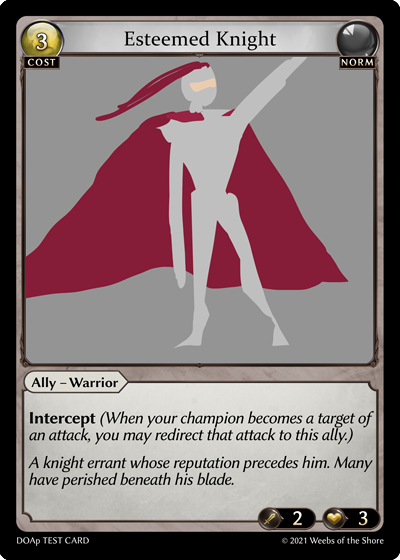 3
Esteemed Knight
COST
NORM
Ally – Warrior
Intercept (When your champion becomes a target of
an attack, you may redirect that attack to this ally.)
A knight errant whose reputation precedes him. Many
have perished beneath his blade.
2
3
DOAp TEST CARD
© 2021 Weebs of the Shore